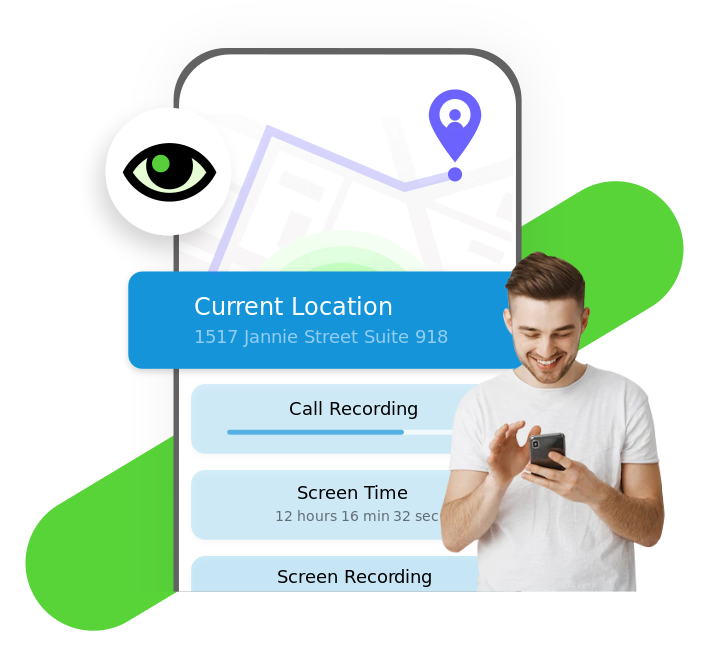 Current Location
1517 Jannie Street Suite 918
Call Recording
Screen Time
12 hours 16 min 32 sec
Screen Recording